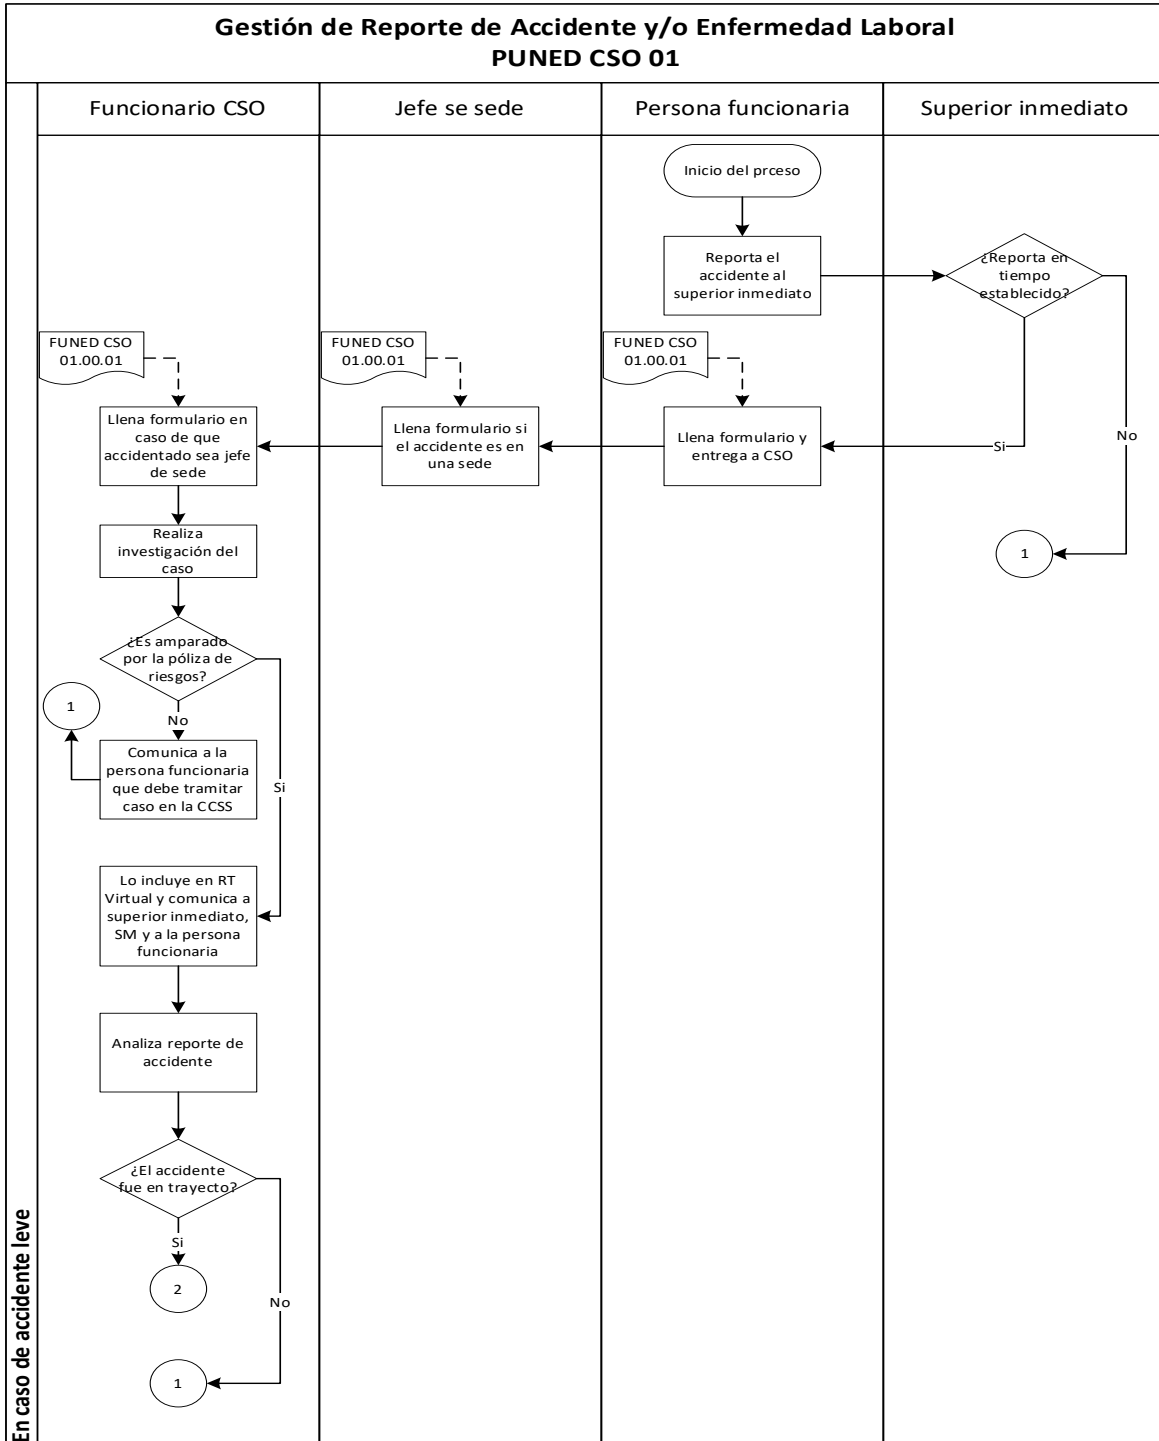 Gestión de Reporte de Accidente y/o Enfermedad Laboral
PUNED CSO 01
Funcionario CSO
Jefe se sede
Persona funcionaria
Superior inmediato
Inicio del prceso
Reporta el
accidente al
superior inmediato
¿Reporta en
tiempo
establecido?
Si
No
1
FUNED CSO
01.00.01
Llena formulario y
entrega a CSO
FUNED CSO
01.00.01
Llena formulario si
el accidente es en
una sede
FUNED CSO
01.00.01
Llena formulario en
caso de que
accidentado sea jefe
de sede
Realiza
investigación del
caso
¿Es amparado
por la póliza de
riesgos?
No
Si
1
Comunica a la
persona funcionaria
que debe tramitar
caso en la CCSS
Lo incluye en RT
Virtual y comunica a
superior inmediato,
SM y a la persona
funcionaria
Analiza reporte de
accidente
¿El accidente
fue en trayecto?
Si
2
No
1
En caso de accidente leve